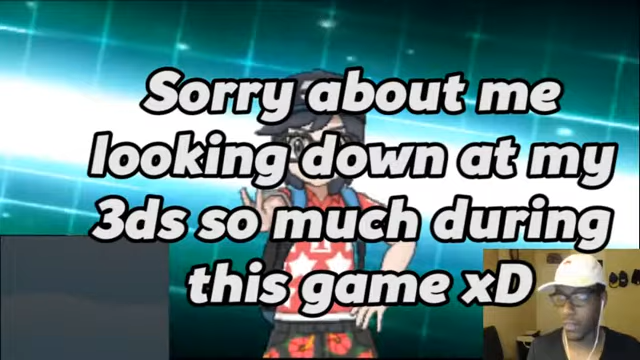 Sorry about me
looking down at my
3ds so much during
this game xD